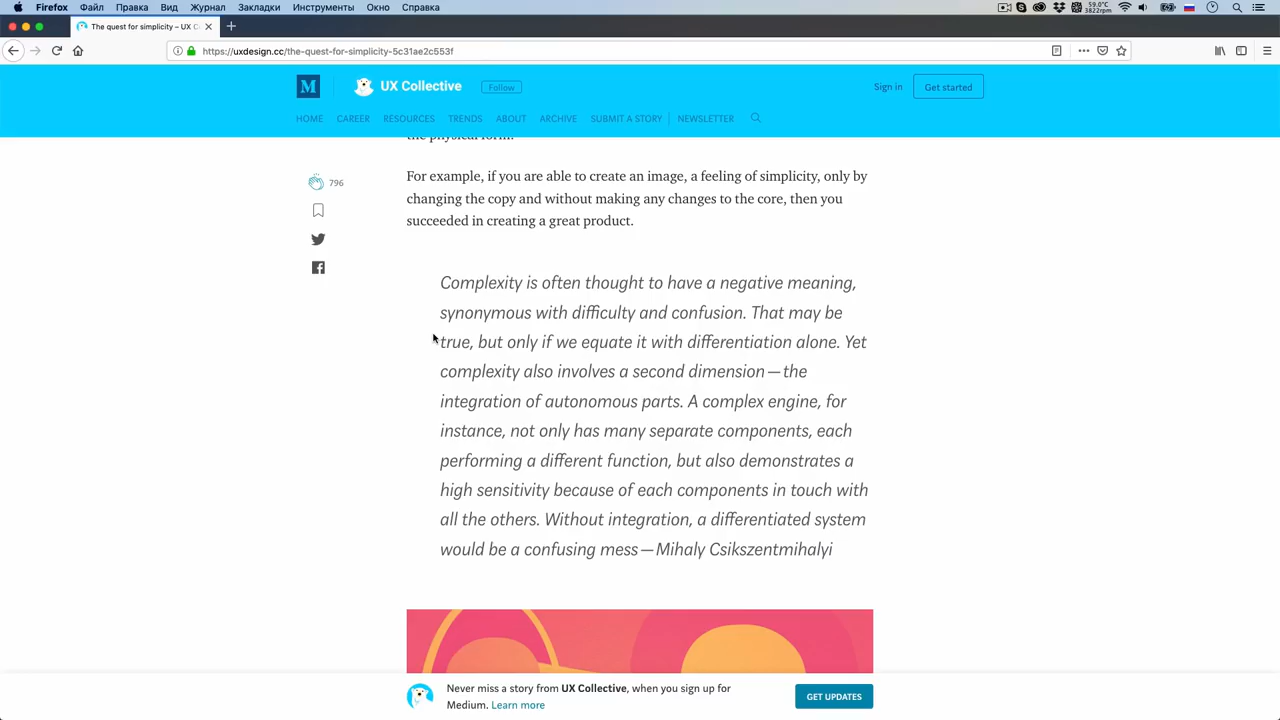 Firefox Файл Правка Вид Журнал Закладки Инструменты Окно Справка
59.0°C
3822rpm
The quest for simplicity – UX C
https://uxdesign.cc/the-quest-for-simplicity-5c31ae2c553f
M UX Collective Follow Sign in Get started
HOME CAREER RESOURCES TRENDS ABOUT ARCHIVE SUBMIT A STORY NEWSLETTER
the physical form.
796
For example, if you are able to create an image, a feeling of simplicity, only by
changing the copy and without making any changes to the core, then you
succeeded in creating a great product.
Complexity is often thought to have a negative meaning,
synonymous with difficulty and confusion. That may be
true, but only if we equate it with differentiation alone. Yet
complexity also involves a second dimension — the
integration of autonomous parts. A complex engine, for
instance, not only has many separate components, each
performing a different function, but also demonstrates a
high sensitivity because of each components in touch with
all the others. Without integration, a differentiated system
would be a confusing mess — Mihaly Csikszentmihalyi
Never miss a story from UX Collective, when you sign up for
Medium. Learn more
GET UPDATES